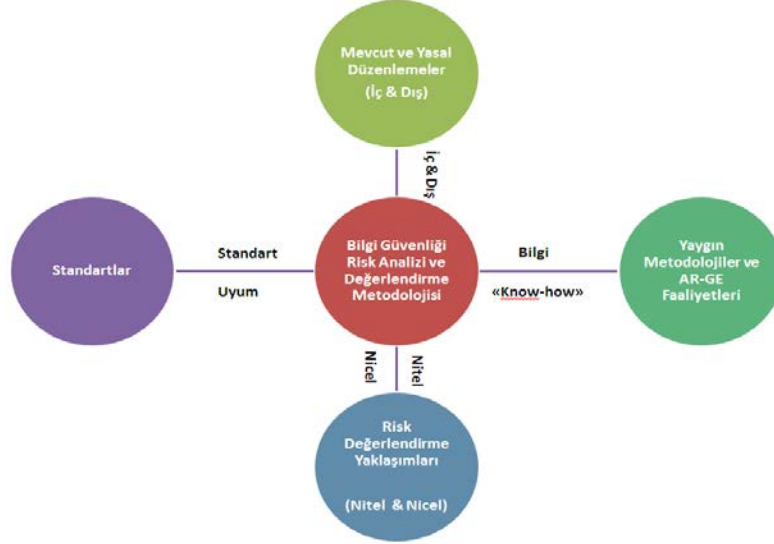 Mevcut ve Yasal
Düzenlemeler
(İç & Dış)
İç & Dış
Standartlar
Standart
Uyum
Bilgi Güvenliği
Risk Analizi ve
Değerlendirme
Metodolojisi
Bilgi
«Know-how»
Yaygın
Metodolojiler ve
AR-GE
Faaliyetleri
Nicel
Nitel
Risk
Değerlendirme
Yaklaşımları
(Nitel & Nicel)